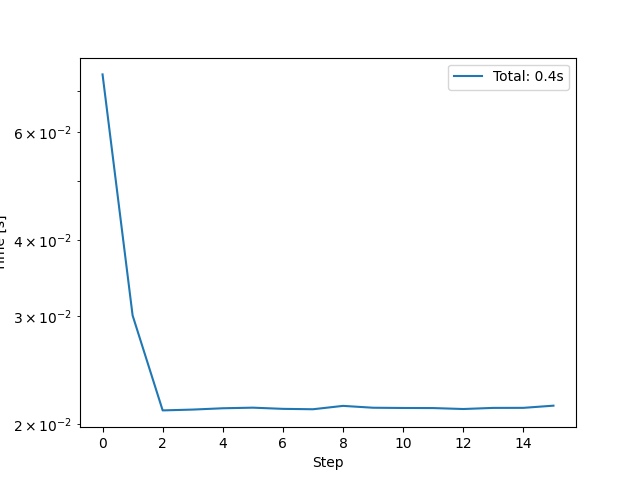 Total: 0.4s
6 × 10⁻²
4 × 10⁻²
3 × 10⁻²
2 × 10⁻²
[s]
0 2 4 6 8 10 12 14
Step